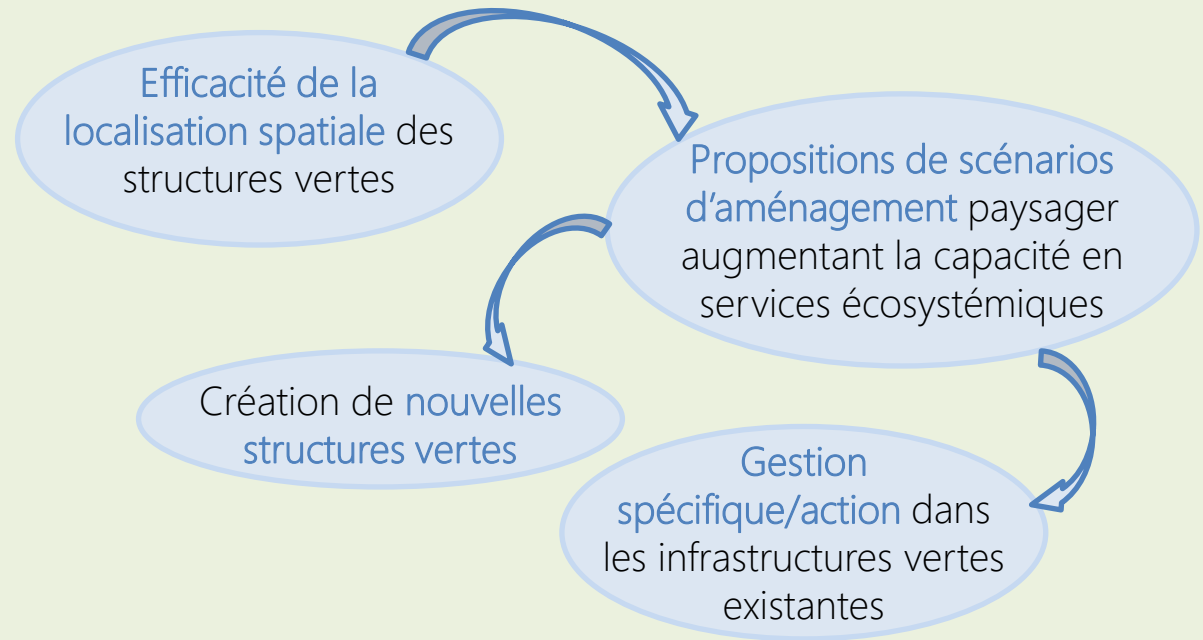 Efficacité de la
localisation spatiale des
structures vertes
Propositions de scénarios
d’aménagement paysager
augmentant la capacité en
services écosystémiques
Création de nouvelles
structures vertes
Gestion
spécifique/action dans
les infrastructures vertes
existantes